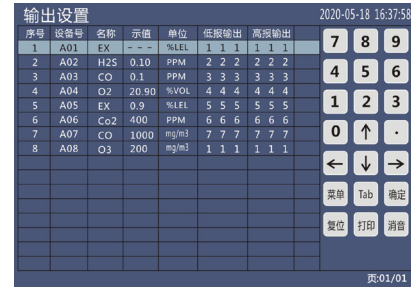 输出设置 2020-05-18 16:37:58
序号 设备号 名称 示值 单位 低报输出 高报输出
1 A01 EX - - - %LEL 1 1 1 1 1 1
2 A02 H2S 0.10 PPM 2 2 2 2 2 2
3 A03 CO 0.1 PPM 3 3 3 3 3 3
4 A04 O2 20.90 %VOL 4 4 4 4 4 4
5 A05 EX 0.9 %LEL 5 5 5 5 5 5
6 A06 Co2 400 PPM 6 6 6 6 6 6
7 A07 CO 1000 mg/m3 7 7 7 7 7 7
8 A08 O3 200 mg/m3 1 1 1 1 1 1
7 8 9
4 5 6
1 2 3
0 ↑ ·
← ↓ →
菜单 Tab 确定
复位 打印 消音
页:01/01